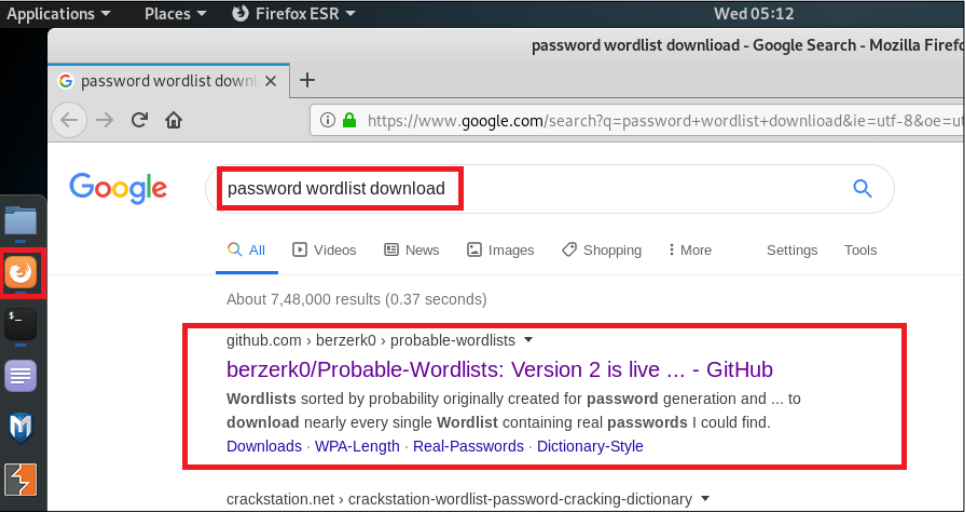 Applications ▾ Places ▾ Firefox ESR ▾ Wed 05:12
password wordlist downlioad - Google Search - Mozilla Firefo
password wordlist down
https://www.google.com/search?q=password+wordlist+downlioad&ie=utf-8&oe=ut
Google
password wordlist download
All Videos News Images Shopping More Settings Tools
About 7,48,000 results (0.37 seconds)
github.com › berzerk0 › probable-wordlists ▾
berzerk0/Probable-Wordlists: Version 2 is live ... - GitHub
Wordlists sorted by probability originally created for password generation and ... to
download nearly every single Wordlist containing real passwords I could find.
Downloads · WPA-Length · Real-Passwords · Dictionary-Style
crackstation.net › crackstation-wordlist-password-cracking-dictionary ▾